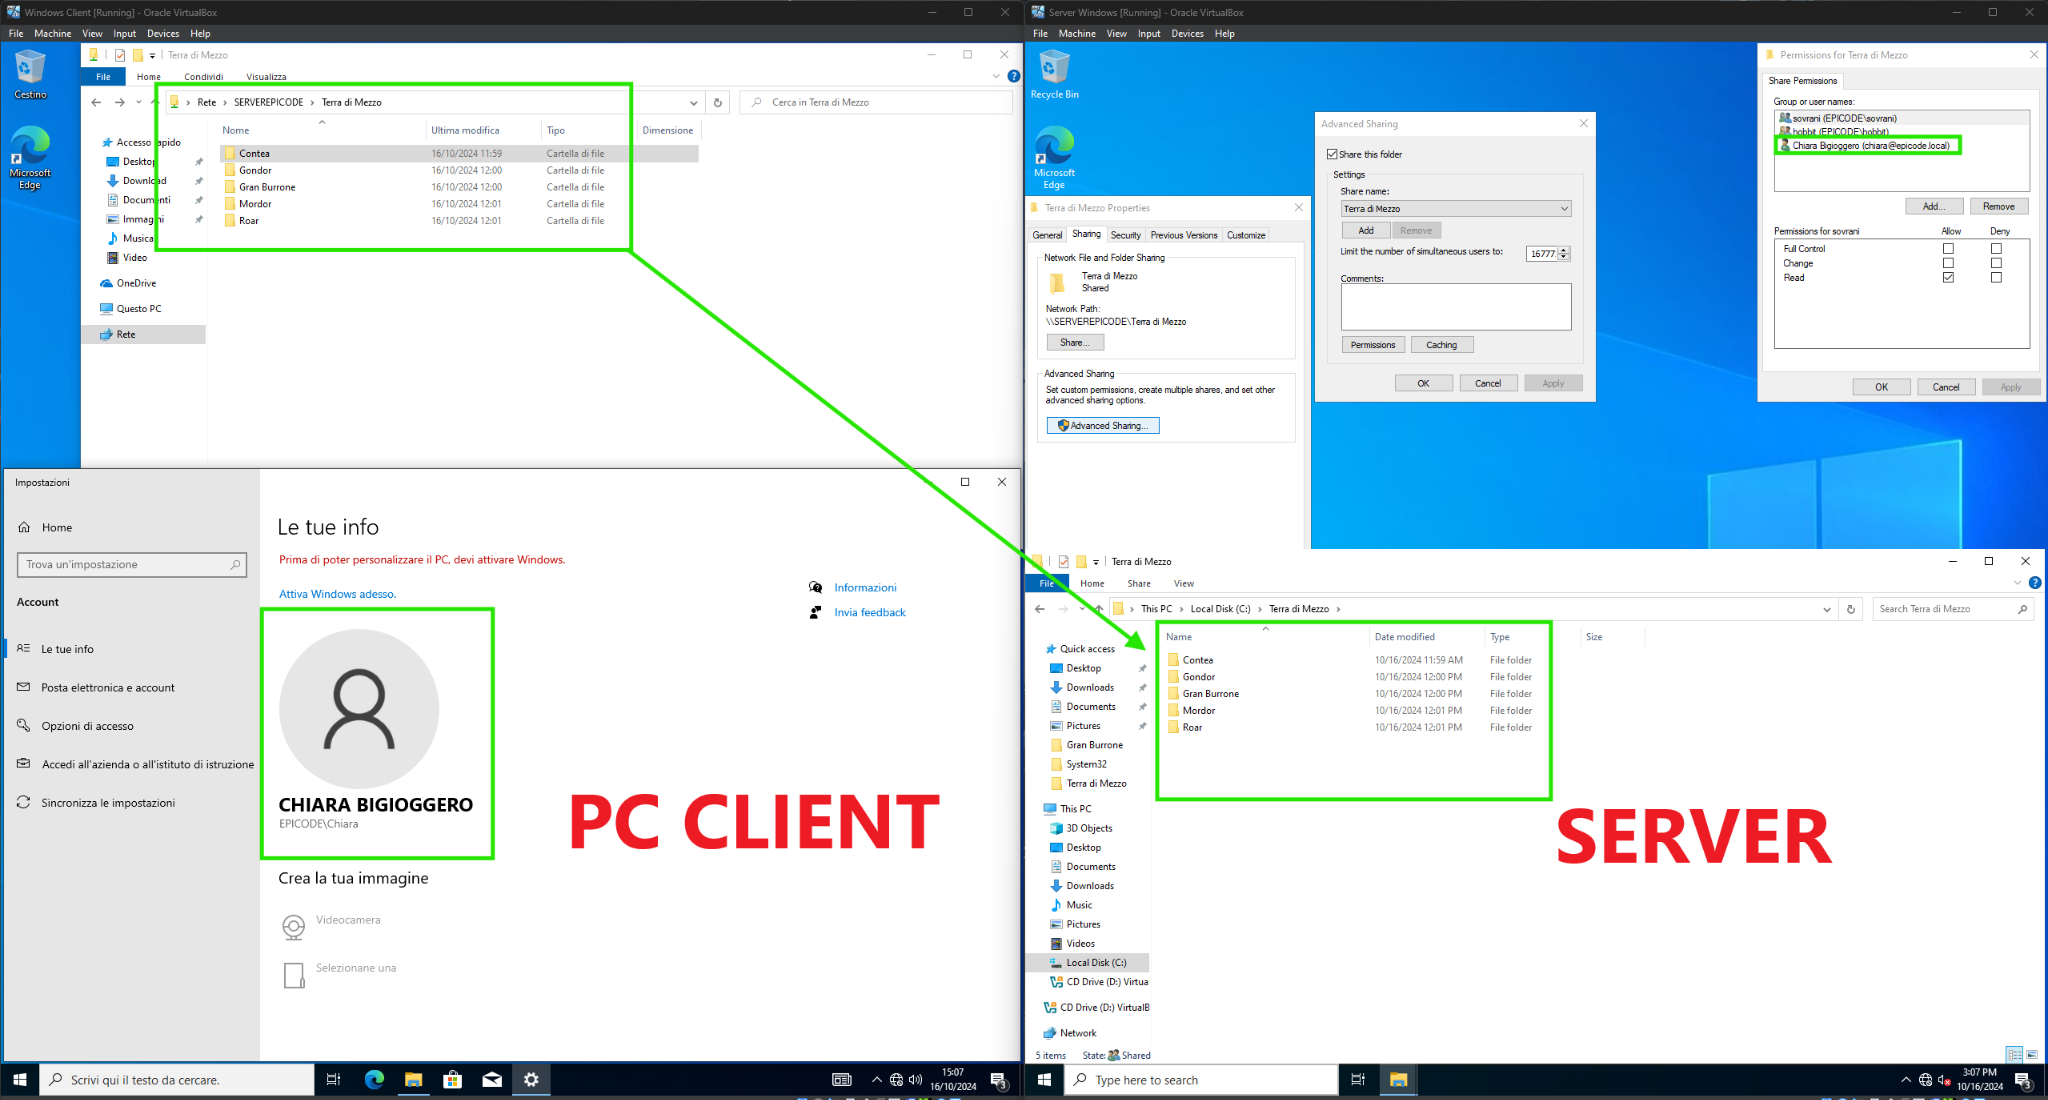 Windows Client [Running] - Oracle VirtualBox
File Machine View Input Devices Help
Cestino
Microsoft Edge
Terra di Mezzo
File Home Condividi Visualizza
Rete > SERVEREPICODE > Terra di Mezzo
Cerca in Terra di Mezzo
Nome Ultima modifica Tipo Dimensione
Contea 16/10/2024 11:59 Cartella di file
Gondor 16/10/2024 12:00 Cartella di file
Gran Burrone 16/10/2024 12:00 Cartella di file
Mordor 16/10/2024 12:01 Cartella di file
Roar 16/10/2024 12:01 Cartella di file
Accesso rapido
Desktop
Download
Documenti
Immagini
Musica
Video
OneDrive
Questo PC
Rete
Impostazioni
Home
Trova un'impostazione
Account
Le tue info
Posta elettronica e account
Opzioni di accesso
Accedi all'azienda o all'istituto di istruzione
Sincronizza le impostazioni
Le tue info
Prima di poter personalizzare il PC, devi attivare Windows.
Attiva Windows adesso.
Informazioni
Invia feedback
CHIARA BIGIOGGERO
EPICODE\Chiara
Crea la tua immagine
Videocamera
Selezionane una
PC CLIENT
Scrivi qui il testo da cercare.
15:07
16/10/2024
3
Server Windows [Running] - Oracle VirtualBox
File Machine View Input Devices Help
Recycle Bin
Microsoft Edge
Terra di Mezzo Properties
General Sharing Security Previous Versions Customize
Network File and Folder Sharing
Terra di Mezzo
Shared
Network Path:
\\SERVEREPICODE\Terra di Mezzo
Share...
Advanced Sharing
Set custom permissions, create multiple shares, and set other
advanced sharing options.
Advanced Sharing...
Advanced Sharing
Share this folder
Settings
Share name:
Terra di Mezzo
Add Remove
Limit the number of simultaneous users to: 16777
Comments:
Permissions Caching
OK Cancel Apply
Permissions for Terra di Mezzo
Share Permissions
Group or user names:
sovrani (EPICODE\sovrani)
hobbit (EPICODE\hobbit)
Chiara Bigioggero (chiara@epicode.local)
Add... Remove
Permissions for sovrani Allow Deny
Full Control
Change
Read
OK Cancel Apply
Terra di Mezzo
File Home Share View
This PC > Local Disk (C:) > Terra di Mezzo >
Search Terra di Mezzo
Name Date modified Type Size
Contea 10/16/2024 11:59 AM File folder
Gondor 10/16/2024 12:00 PM File folder
Gran Burrone 10/16/2024 12:00 PM File folder
Mordor 10/16/2024 12:01 PM File folder
Roar 10/16/2024 12:01 PM File folder
Quick access
Desktop
Downloads
Documents
Pictures
Gran Burrone
System32
Terra di Mezzo
This PC
3D Objects
Desktop
Documents
Downloads
Music
Pictures
Videos
Local Disk (C:)
CD Drive (D:) Virtua
CD Drive (D:) VirtualB
Network
5 items State: Shared
SERVER
Type here to search
3:07 PM
10/16/2024
3